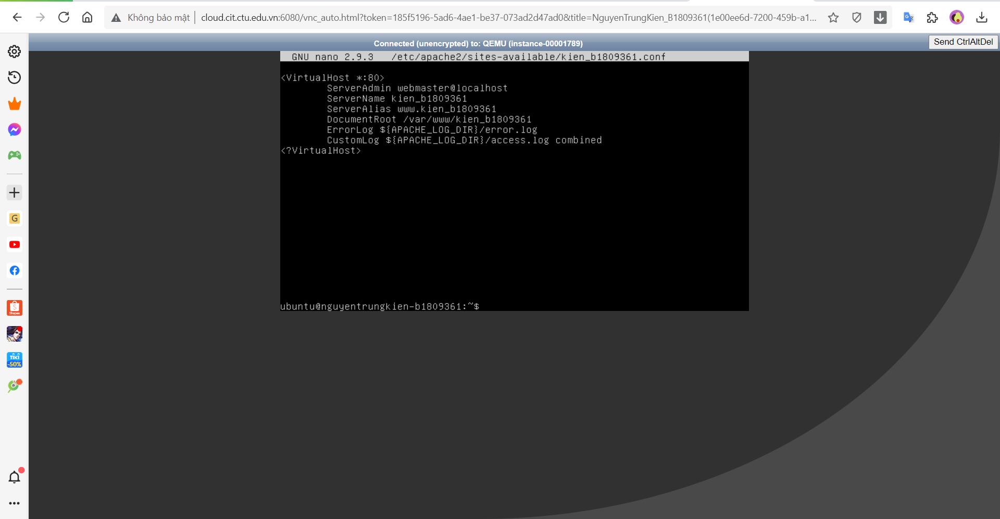 Không bảo mật
cloud.cit.ctu.edu.vn:6080/vnc_auto.html?token=185f5196-5ad6-4ae1-be37-073ad2d47ad0&title=NguyenTrungKien_B1809361(1e00ee6d-7200-459b-a1...
Connected (unencrypted) to: QEMU (instance-00001789)
Send CtrlAltDel
GNU nano 2.9.3 /etc/apache2/sites-available/kien_b1809361.conf
<VirtualHost *:80>
ServerAdmin webmaster@localhost
ServerName kien_b1809361
ServerAlias www.kien_b1809361
DocumentRoot /var/www/kien_b1809361
ErrorLog ${APACHE_LOG_DIR}/error.log
CustomLog ${APACHE_LOG_DIR}/access.log combined
<?VirtualHost>
ubuntu@nguyentrungkien-b1809361:~$
G
Shopee
TIKI
-50%